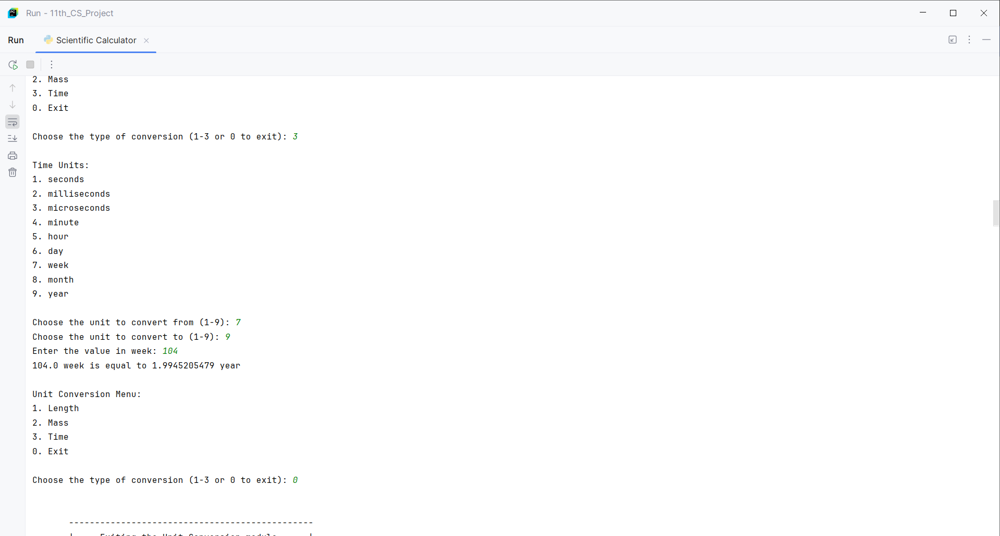 Run - 11th_CS_Project
Run Scientific Calculator
2. Mass
3. Time
0. Exit
Choose the type of conversion (1-3 or 0 to exit): 3
Time Units:
1. seconds
2. milliseconds
3. microseconds
4. minute
5. hour
6. day
7. week
8. month
9. year
Choose the unit to convert from (1-9): 7
Choose the unit to convert to (1-9): 9
Enter the value in week: 104
104.0 week is equal to 1.9945205479 year
Unit Conversion Menu:
1. Length
2. Mass
3. Time
0. Exit
Choose the type of conversion (1-3 or 0 to exit): 0
-----------------------------------------------
| Exiting the Unit Conversion module |